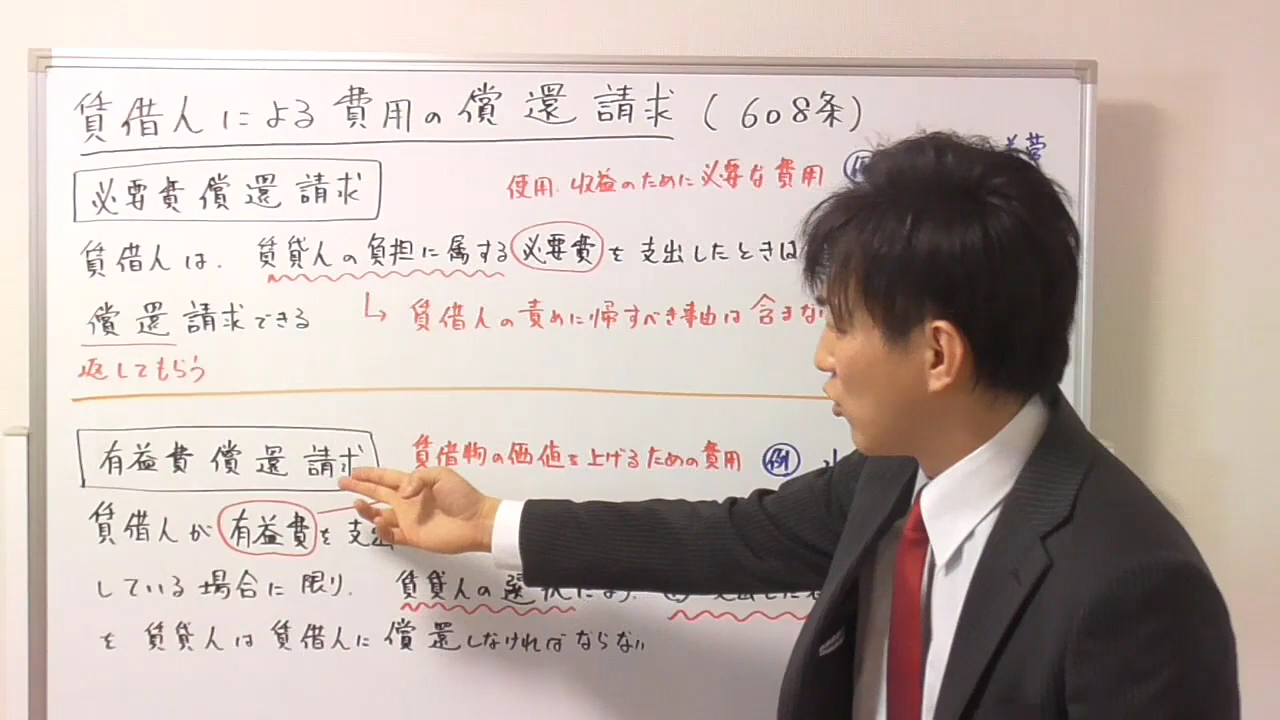 賃借人による費用の償還請求(608条)
必要費償還請求
使用.収益のために必要な費用
賃借人は.賃貸人の負担に属する必要費を支出したときは
償還請求できる
↳ 賃借人の責めに帰すべき事由は含まな
返してもらう
有益費償還請求
賃借物の価値を上げるための費用 例
賃借人が有益費を支出
している場合に限り.賃貸人の選択により.
を賃貸人は賃借人に償還しなければならない